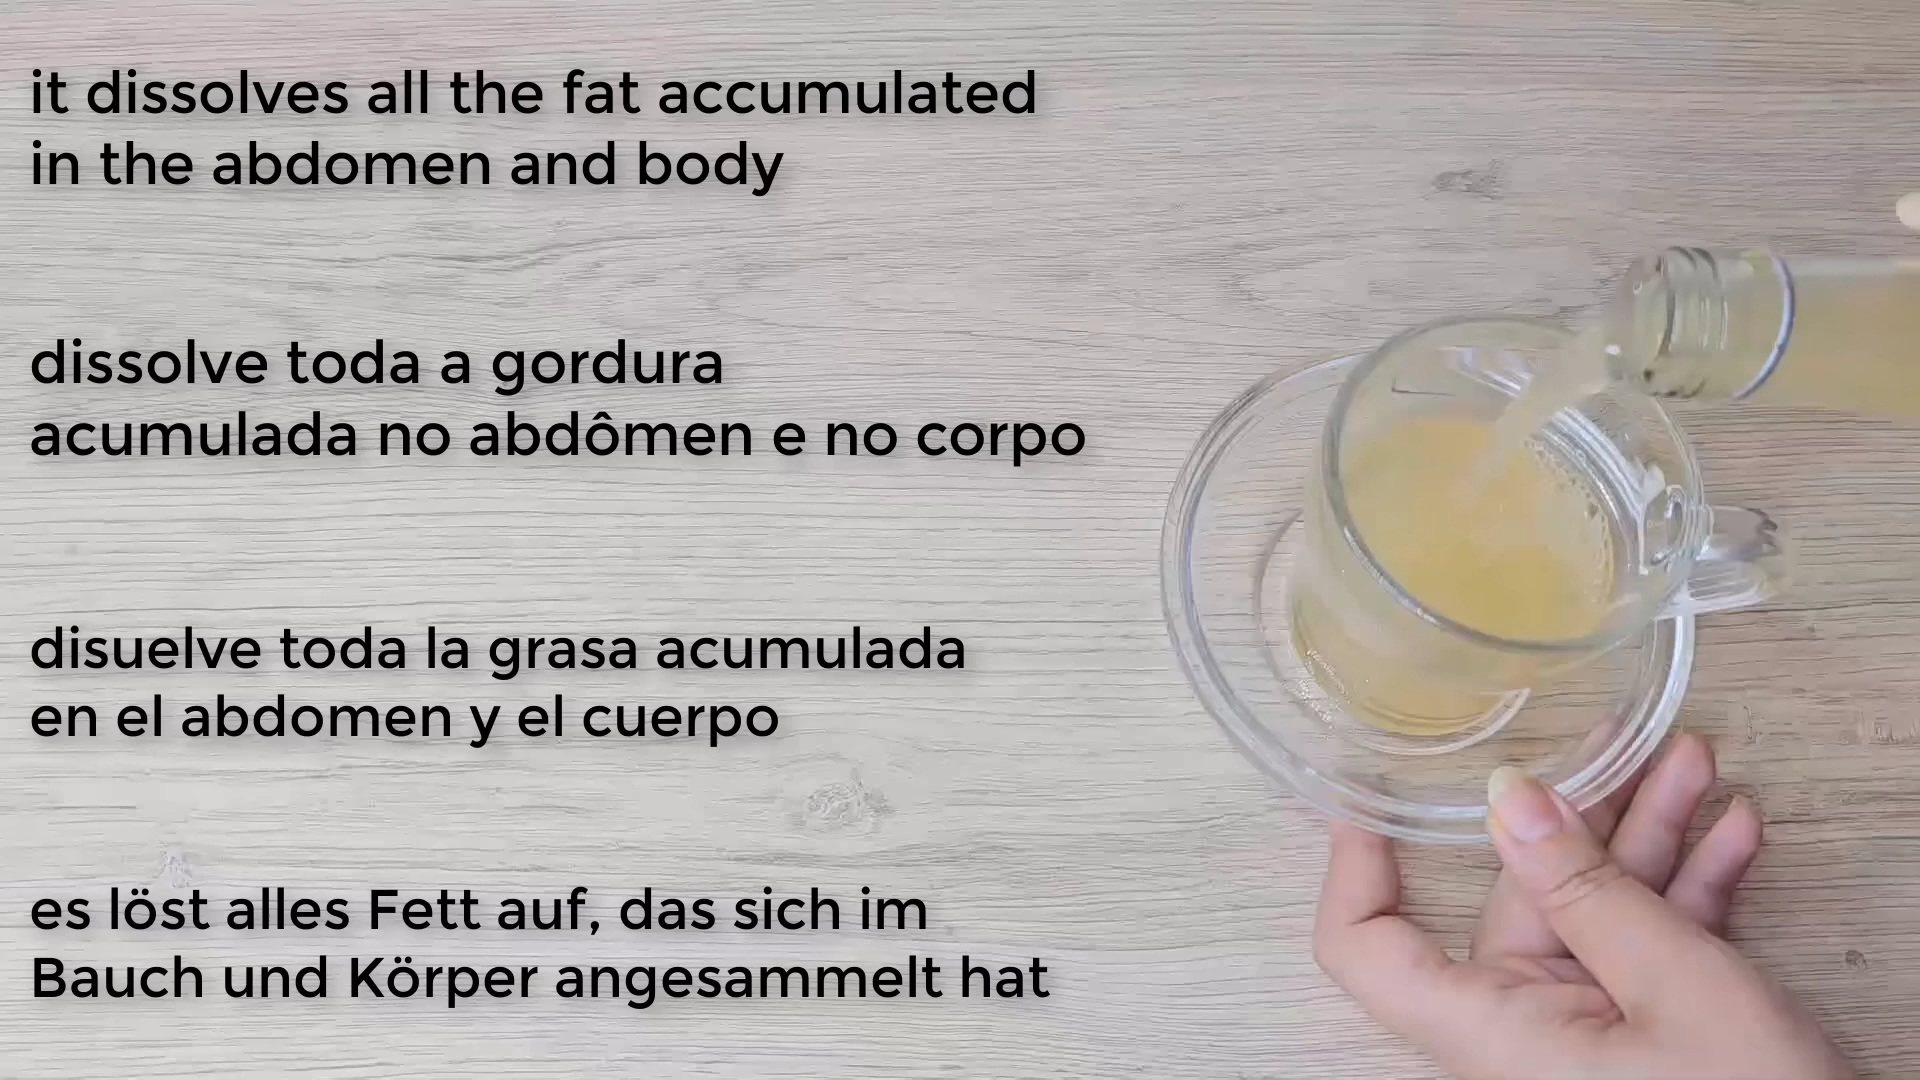 it dissolves all the fat accumulated
in the abdomen and body
dissolve toda a gordura
acumulada no abdômen e no corpo
disuelve toda la grasa acumulada
en el abdomen y el cuerpo
es löst alles Fett auf, das sich im
Bauch und Körper angesammelt hat